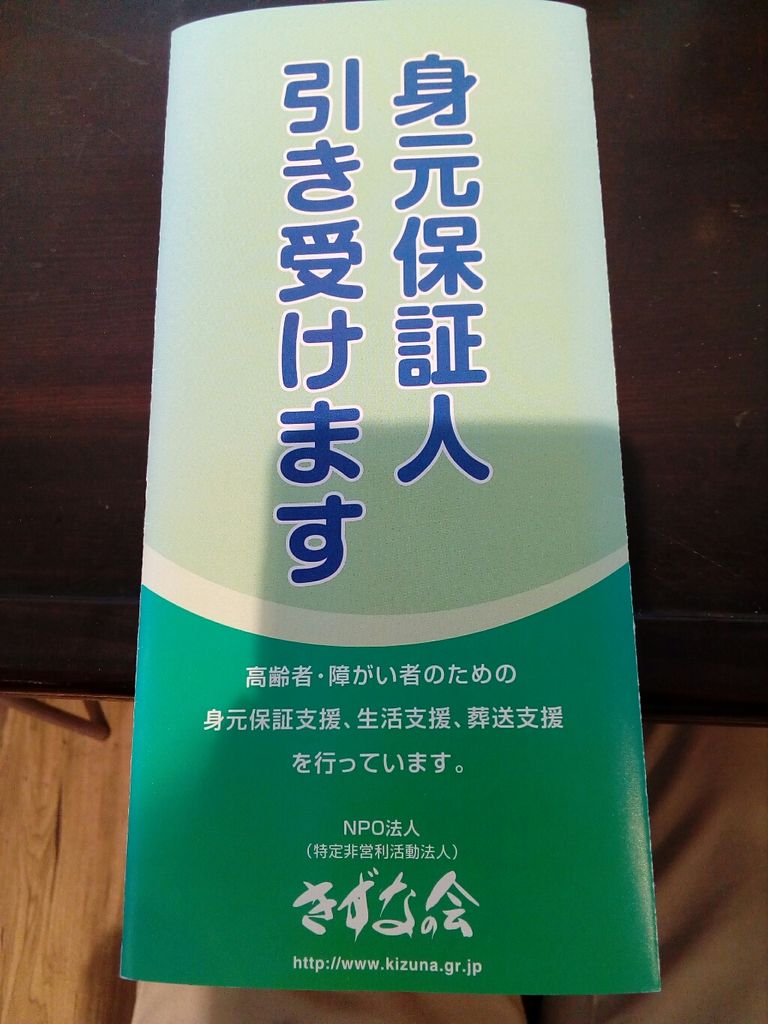 身元保証人
引き受けます
高齢者・障がい者のための
身元保証支援、生活支援、葬送支援
を行っています。
NPO法人
（特定非営利活動法人）
きずなの会
http://www.kizuna.gr.jp